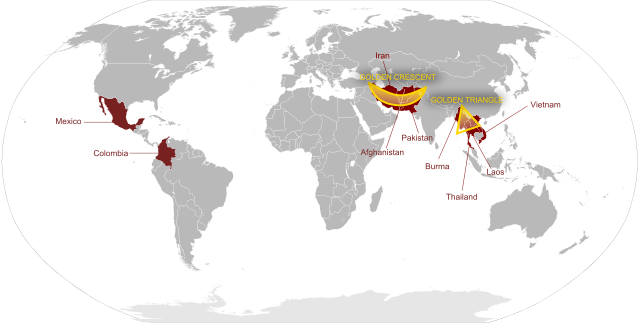 Iran
GOLDEN CRESCENT
GOLDEN TRIANGLE
Vietnam
Mexico
Pakistan
Colombia
Afghanistan
Burma
Laos
Thailand